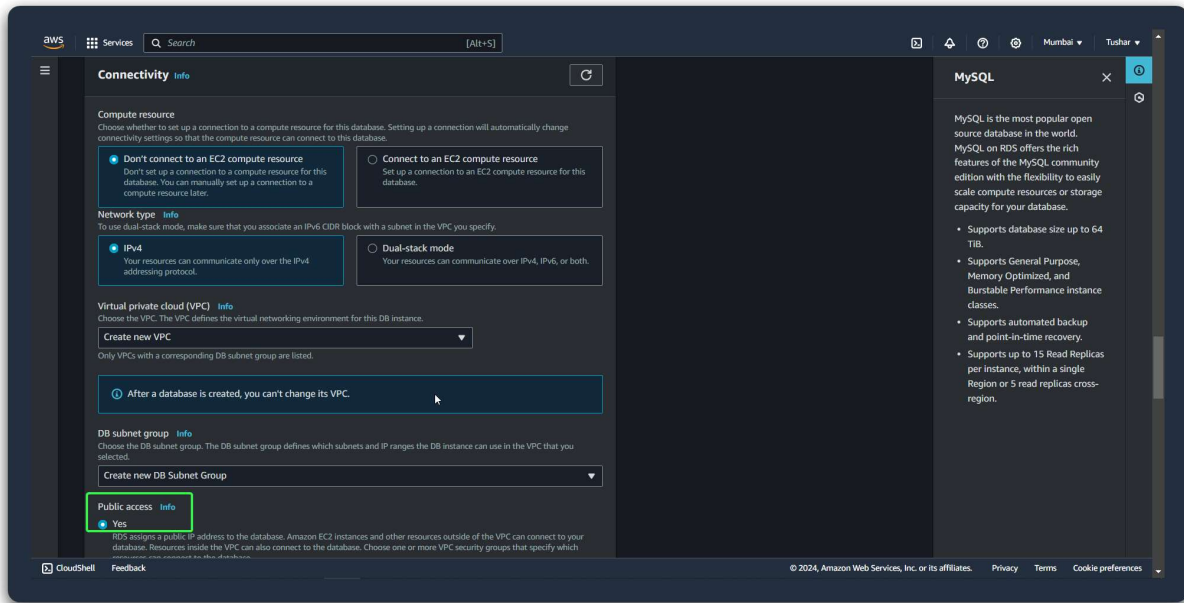 aws
Services
Search
[Alt+S]
Mumbai
Tushar
Connectivity Info
Compute resource
Choose whether to set up a connection to a compute resource for this database. Setting up a connection will automatically change
connectivity settings so that the compute resource can connect to this database.
Don't connect to an EC2 compute resource
Don't set up a connection to a compute resource for this
database. You can manually set up a connection to a
compute resource later.
Connect to an EC2 compute resource
Set up a connection to an EC2 compute resource for this
database.
Network type Info
To use dual-stack mode, make sure that you associate an IPv6 CIDR block with a subnet in the VPC you specify.
IPv4
Your resources can communicate only over the IPv4
addressing protocol.
Dual-stack mode
Your resources can communicate over IPv4, IPv6, or both.
Virtual private cloud (VPC) Info
Choose the VPC. The VPC defines the virtual networking environment for this DB instance.
Create new VPC
Only VPCs with a corresponding DB subnet group are listed.
After a database is created, you can't change its VPC.
DB subnet group Info
Choose the DB subnet group. The DB subnet group defines which subnets and IP ranges the DB instance can use in the VPC that you
selected.
Create new DB Subnet Group
Public access Info
Yes
RDS assigns a public IP address to the database. Amazon EC2 instances and other resources outside of the VPC can connect to your
database. Resources inside the VPC can also connect to the database. Choose one or more VPC security groups that specify which
resources can connect to the database.
MySQL
MySQL is the most popular open
source database in the world.
MySQL on RDS offers the rich
features of the MySQL community
edition with the flexibility to easily
scale compute resources or storage
capacity for your database.
• Supports database size up to 64
TiB.
• Supports General Purpose,
Memory Optimized, and
Burstable Performance instance
classes.
• Supports automated backup
and point-in-time recovery.
• Supports up to 15 Read Replicas
per instance, within a single
Region or 5 read replicas cross-
region.
CloudShell
Feedback
© 2024, Amazon Web Services, Inc. or its affiliates.
Privacy
Terms
Cookie preferences